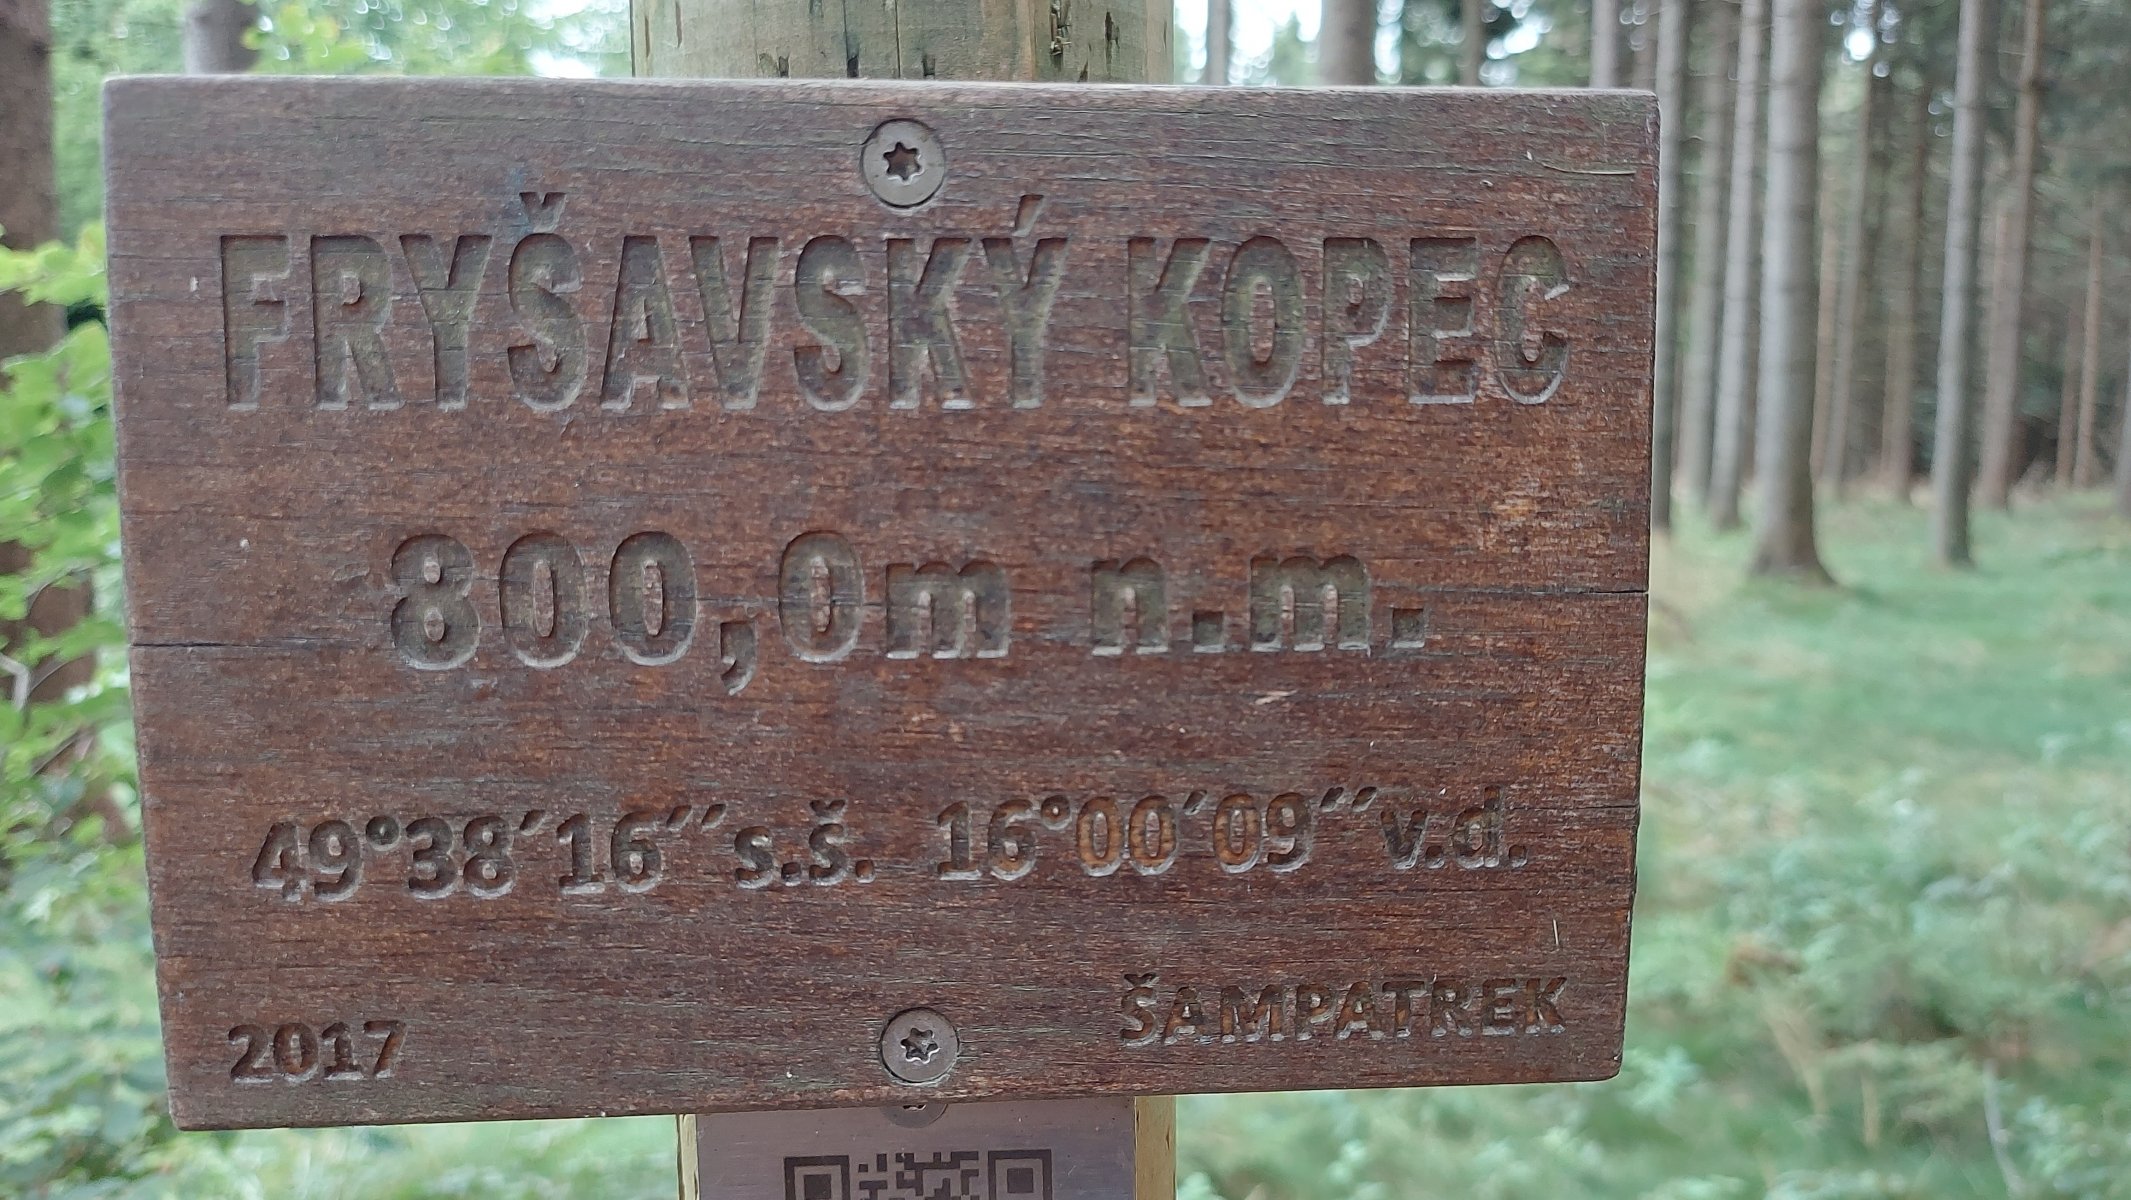 FRYŠAVSKÝ KOPEC
800,0m n.m.
49°38´16´´s.š. 16°00´09´´v.d.
2017 ŠAMPATREK